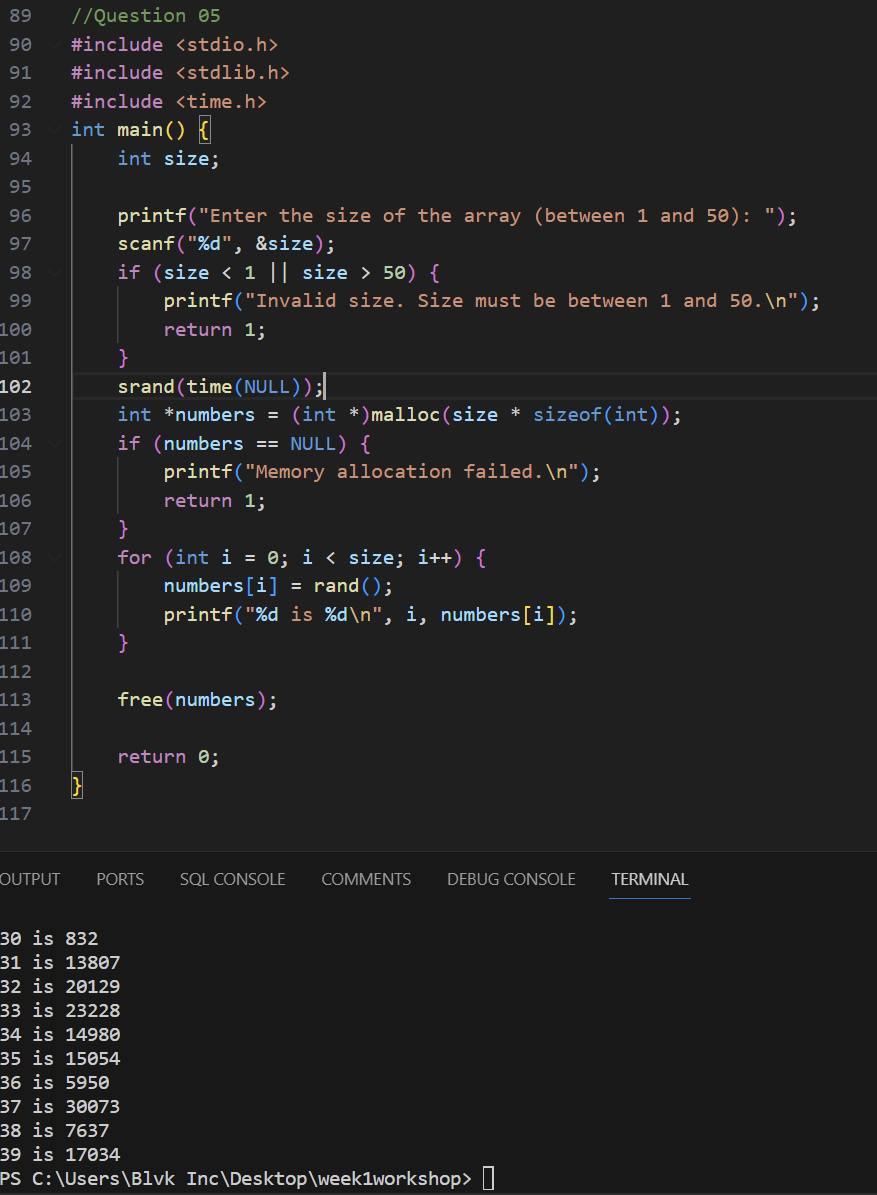 89 //Question 05
90 #include <stdio.h>
91 #include <stdlib.h>
92 #include <time.h>
93 int main() {
94     int size;
95
96     printf("Enter the size of the array (between 1 and 50): ");
97     scanf("%d", &size);
98     if (size < 1 || size > 50) {
99         printf("Invalid size. Size must be between 1 and 50.\n");
100         return 1;
101     }
102     srand(time(NULL));
103     int *numbers = (int *)malloc(size * sizeof(int));
104     if (numbers == NULL) {
105         printf("Memory allocation failed.\n");
106         return 1;
107     }
108     for (int i = 0; i < size; i++) {
109         numbers[i] = rand();
110         printf("%d is %d\n", i, numbers[i]);
111     }
112
113     free(numbers);
114
115     return 0;
116 }
117
OUTPUT PORTS SQL CONSOLE COMMENTS DEBUG CONSOLE TERMINAL
30 is 832
31 is 13807
32 is 20129
33 is 23228
34 is 14980
35 is 15054
36 is 5950
37 is 30073
38 is 7637
39 is 17034
PS C:\Users\Blvk Inc\Desktop\week1workshop>